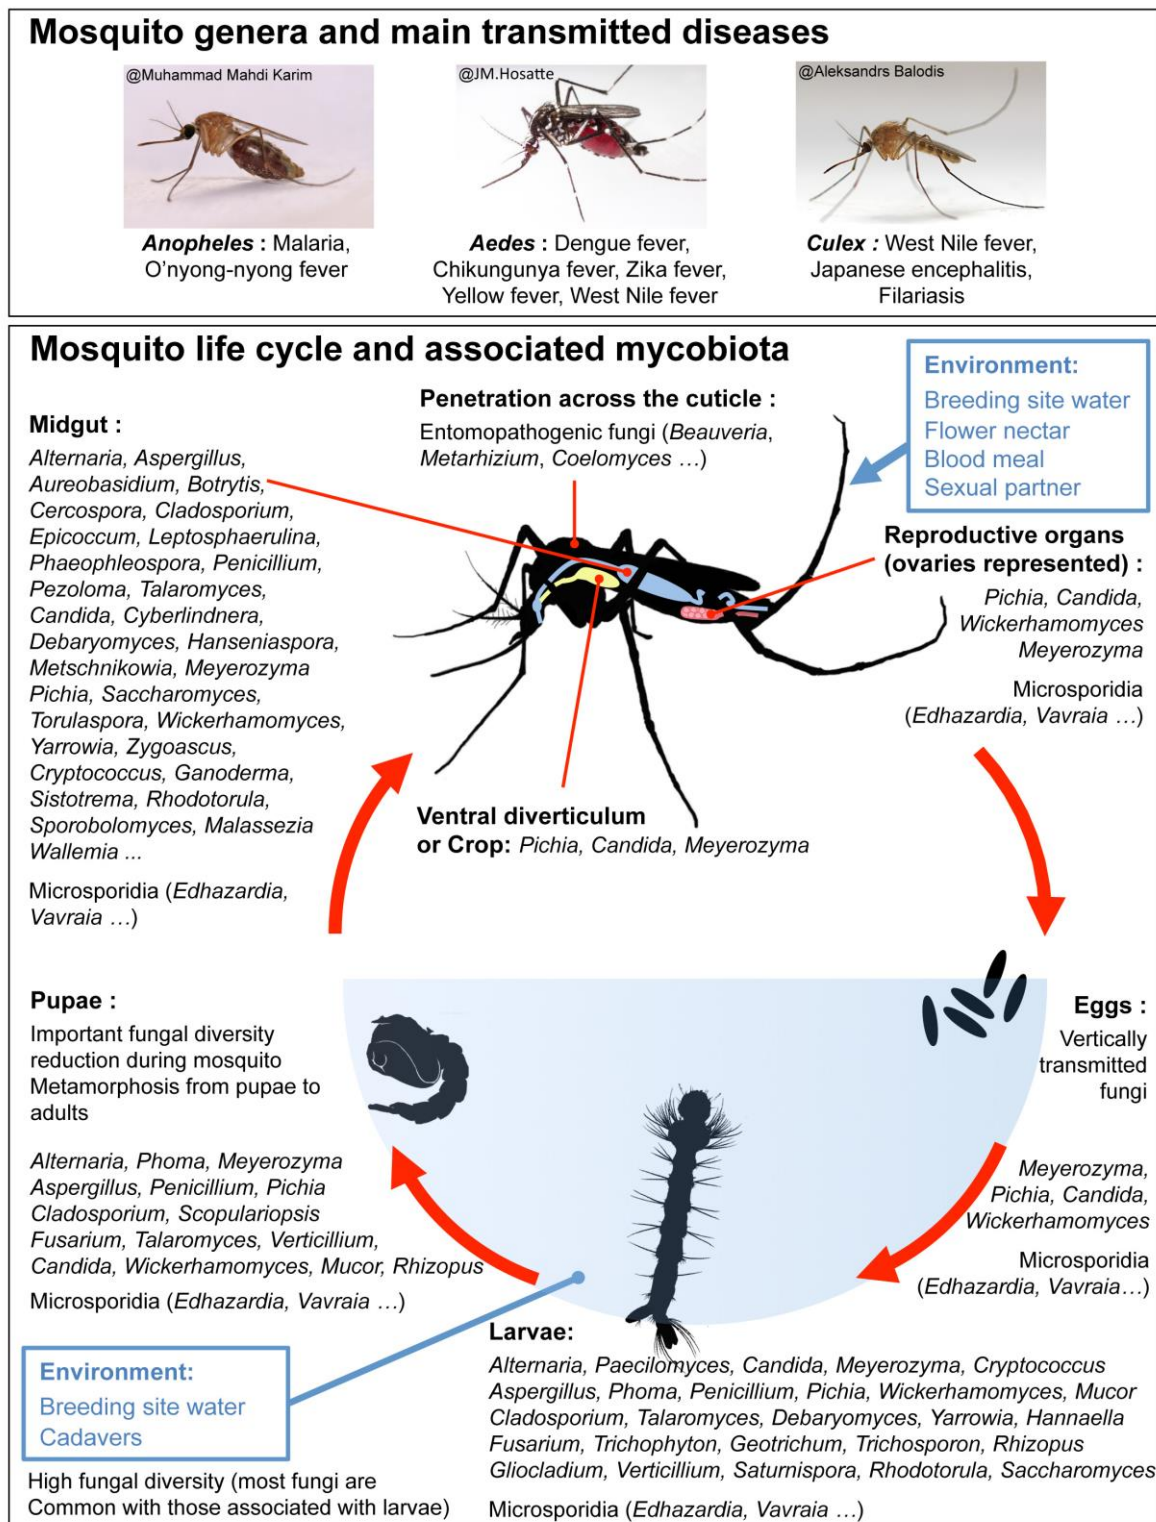 Mosquito genera and main transmitted diseases
@Muhammad Mahdi Karim
@JM.Hosatte
@Aleksandrs Balodis
Anopheles : Malaria,
O'nyong-nyong fever
Aedes : Dengue fever,
Chikungunya fever, Zika fever,
Yellow fever, West Nile fever
Culex : West Nile fever,
Japanese encephalitis,
Filariasis
Mosquito life cycle and associated mycobiota
Environment:
Breeding site water
Flower nectar
Blood meal
Sexual partner
Penetration across the cuticle :
Entomopathogenic fungi (Beauveria,
Metarhizium, Coelomyces ...)
Midgut :
Alternaria, Aspergillus,
Aureobasidium, Botrytis,
Cercospora, Cladosporium,
Epicoccum, Leptosphaerulina,
Phaeophleospora, Penicillium,
Pezoloma, Talaromyces,
Candida, Cyberlindnera,
Debaryomyces, Hanseniaspora,
Metschnikowia, Meyerozyma
Pichia, Saccharomyces,
Torulaspora, Wickerhamomyces,
Yarrowia, Zygoascus,
Cryptococcus, Ganoderma,
Sistotrema, Rhodotorula,
Sporobolomyces, Malassezia
Wallemia ...
Microsporidia (Edhazardia,
Vavraia ...)
Reproductive organs
(ovaries represented) :
Pichia, Candida,
Wickerhamomyces
Meyerozyma
Microsporidia
(Edhazardia, Vavraia ...)
Ventral diverticulum
or Crop: Pichia, Candida, Meyerozyma
Pupae :
Important fungal diversity
reduction during mosquito
Metamorphosis from pupae to
adults
Alternaria, Phoma, Meyerozyma
Aspergillus, Penicillium, Pichia
Cladosporium, Scopulariopsis
Fusarium, Talaromyces, Verticillium,
Candida, Wickerhamomyces, Mucor, Rhizopus
Microsporidia (Edhazardia, Vavraia ...)
Eggs :
Vertically
transmitted
fungi
Meyerozyma,
Pichia, Candida,
Wickerhamomyces
Microsporidia
(Edhazardia, Vavraia...)
Larvae:
Alternaria, Paecilomyces, Candida, Meyerozyma, Cryptococcus
Aspergillus, Phoma, Penicillium, Pichia, Wickerhamomyces, Mucor
Cladosporium, Talaromyces, Debaryomyces, Yarrowia, Hannaella
Fusarium, Trichophyton, Geotrichum, Trichosporon, Rhizopus
Gliocladium, Verticillium, Saturnispora, Rhodotorula, Saccharomyces
Microsporidia (Edhazardia, Vavraia ...)
Environment:
Breeding site water
Cadavers
High fungal diversity (most fungi are
Common with those associated with larvae)